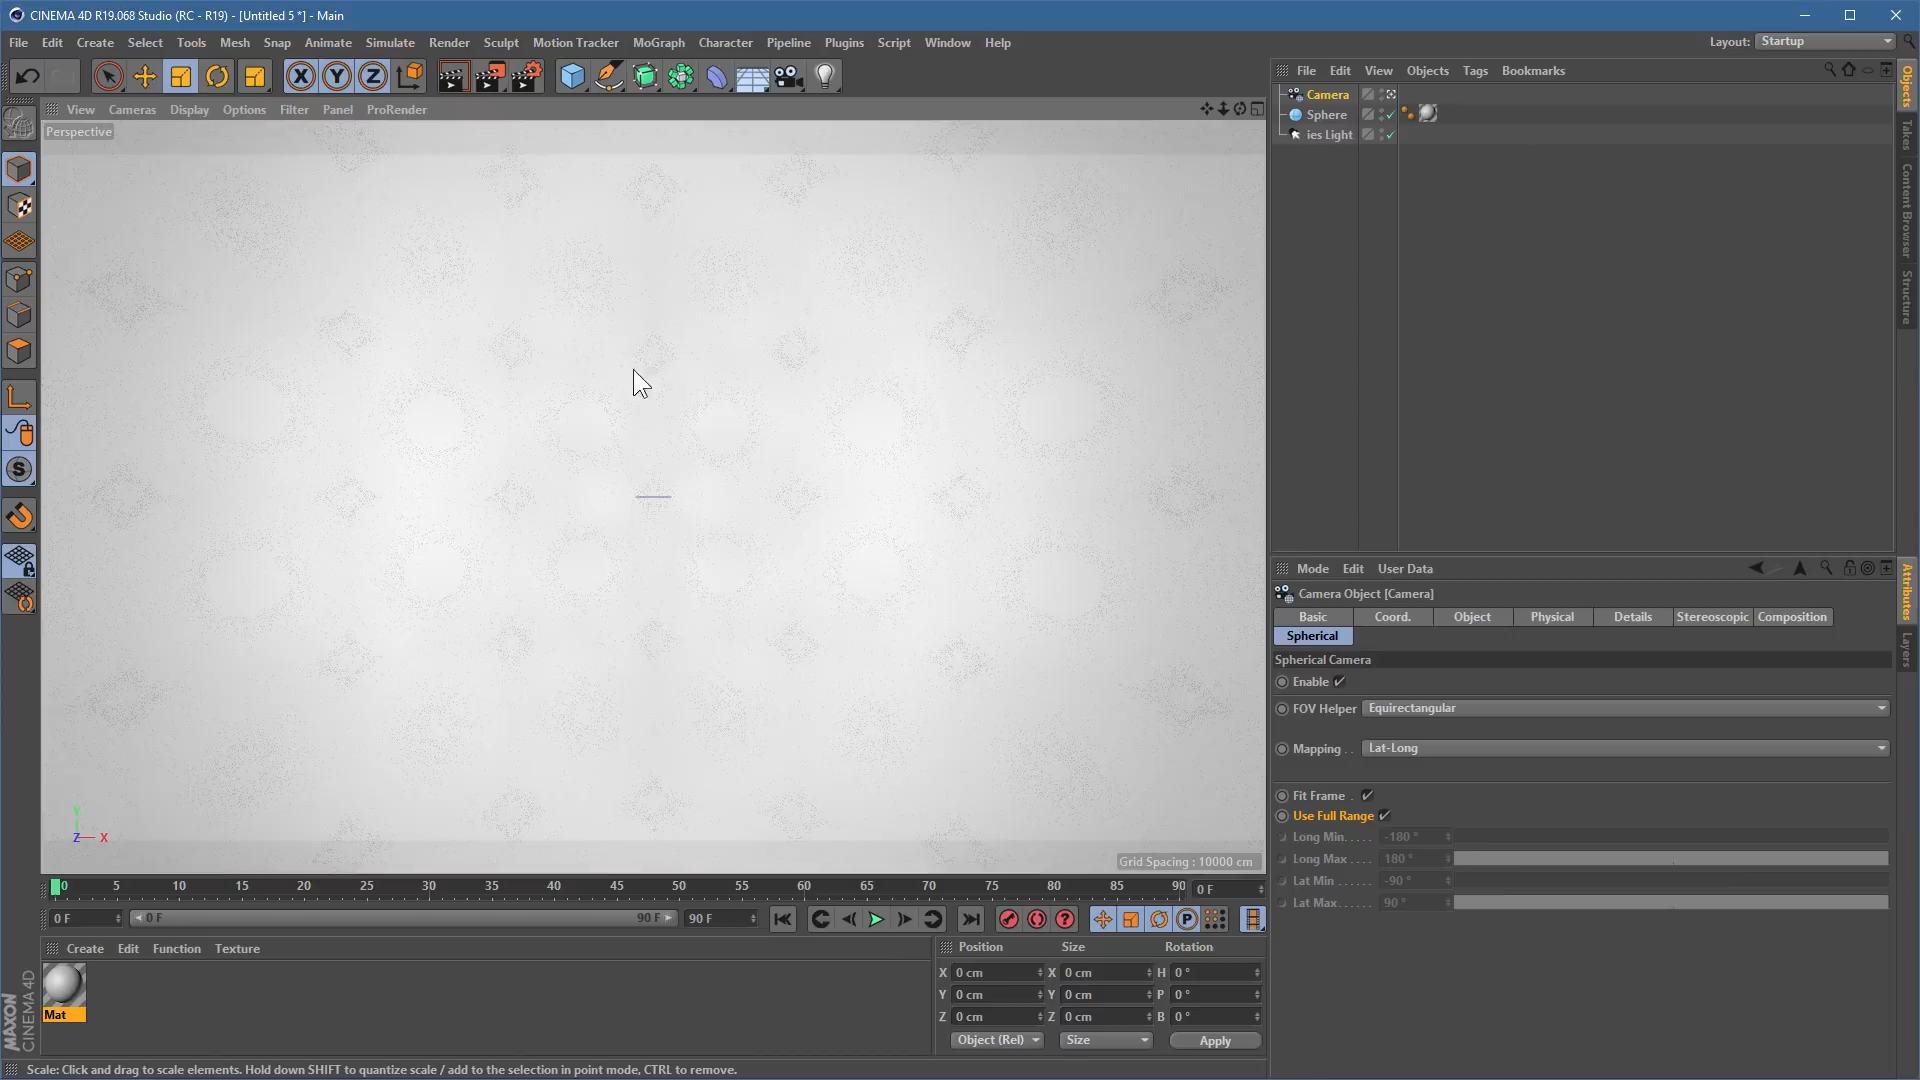 CINEMA 4D R19.068 Studio (RC - R19) - [Untitled 5 *] - Main
File Edit Create Select Tools Mesh Snap Animate Simulate Render Sculpt Motion Tracker MoGraph Character Pipeline Plugins Script Window Help
Layout: Startup
File Edit View Objects Tags Bookmarks
View Cameras Display Options Filter Panel ProRender
Perspective
Camera
Sphere
ies Light
Objects
Takes
Content Browser
Structure
Mode Edit User Data
Camera Object [Camera]
Basic Coord. Object Physical Details Stereoscopic Composition
Spherical
Spherical Camera
Enable
FOV Helper Equirectangular
Mapping . . Lat-Long
Fit Frame .
Use Full Range
Long Min. . . . . -180 °
Long Max . . . . 180 °
Lat Min . . . . . . -90 °
Lat Max. . . . . 90 °
Attributes
Layers
Y
Z X
Grid Spacing : 10000 cm
0 5 10 15 20 25 30 35 40 45 50 55 60 65 70 75 80 85 90 0 F
0 F 0 F 90 F 90 F
P
Create Edit Function Texture
Mat
MAXON
CINEMA 4D
Position Size Rotation
X 0 cm X 0 cm H 0 °
Y 0 cm Y 0 cm P 0 °
Z 0 cm Z 0 cm B 0 °
Object (Rel) Size Apply
Scale: Click and drag to scale elements. Hold down SHIFT to quantize scale / add to the selection in point mode, CTRL to remove.